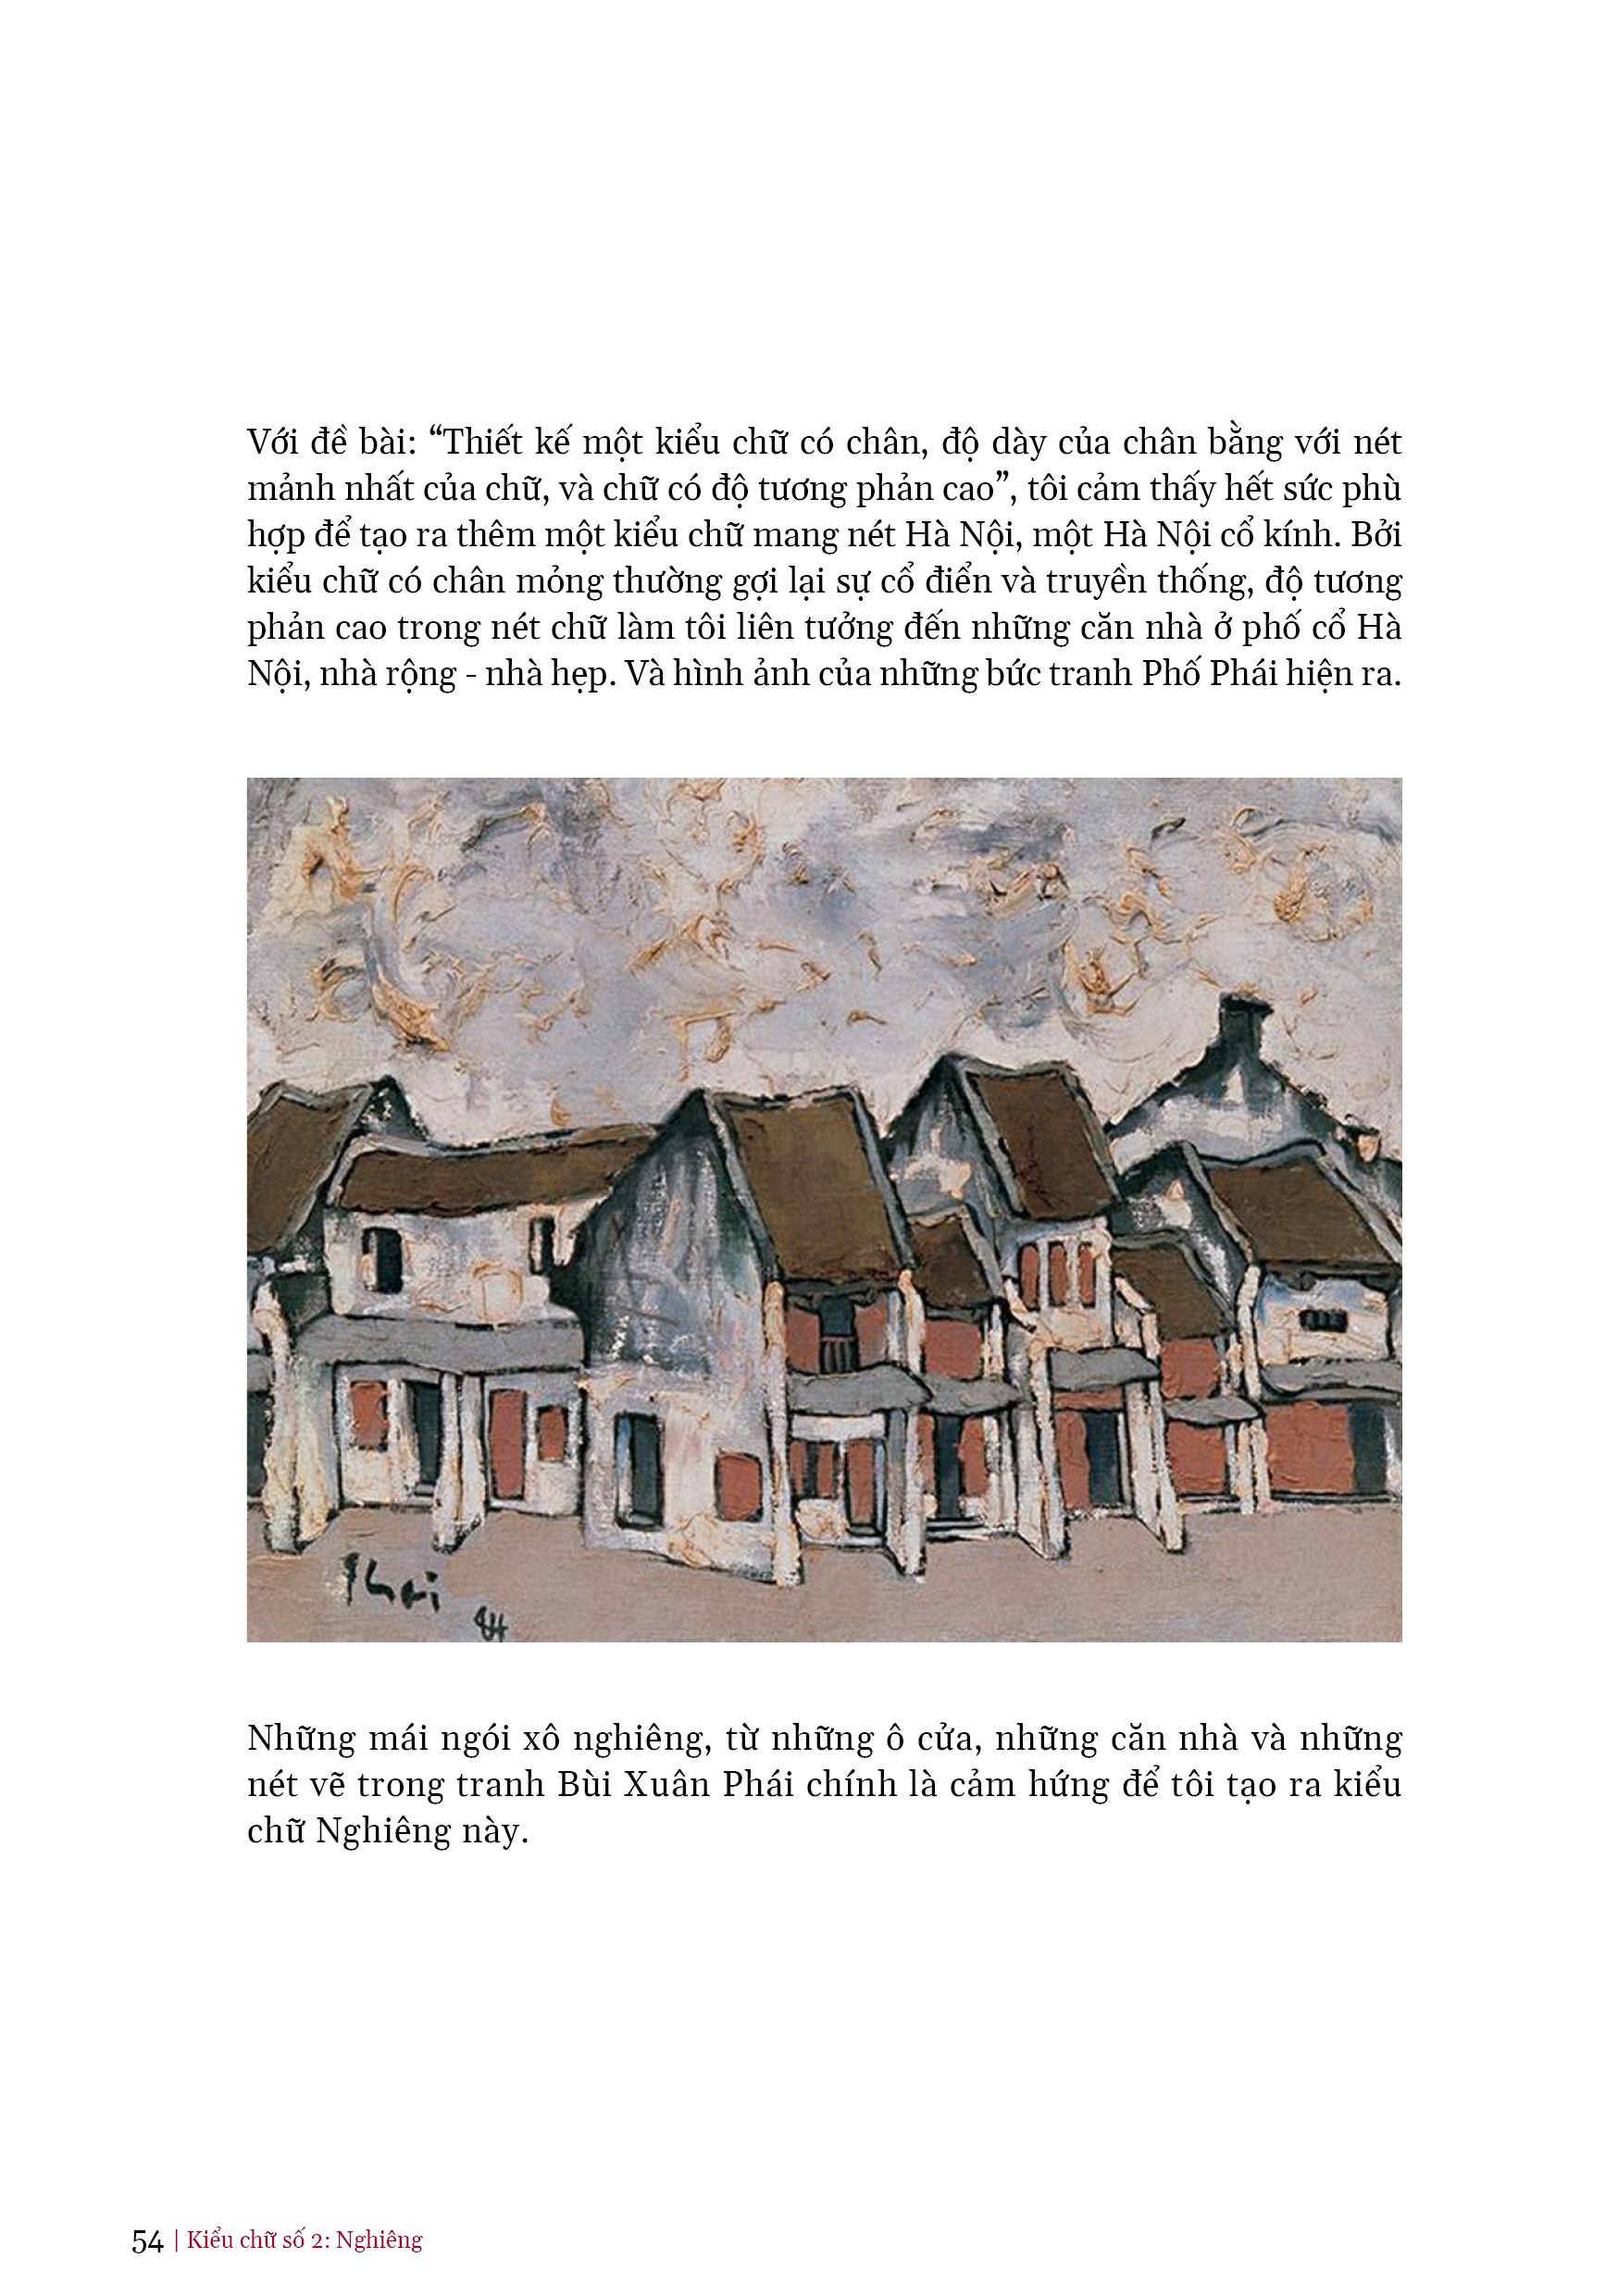 Với đề bài: “Thiết kế một kiểu chữ có chân, độ dày của chân bằng với nét
mảnh nhất của chữ, và chữ có độ tương phản cao”, tôi cảm thấy hết sức phù
hợp để tạo ra thêm một kiểu chữ mang nét Hà Nội, một Hà Nội cổ kính. Bởi
kiểu chữ có chân mỏng thường gợi lại sự cổ điển và truyền thống, độ tương
phản cao trong nét chữ làm tôi liên tưởng đến những căn nhà ở phố cổ Hà
Nội, nhà rộng - nhà hẹp. Và hình ảnh của những bức tranh Phố Phái hiện ra.
Phai
Những mái ngói xô nghiêng, từ những ô cửa, những căn nhà và những
nét vẽ trong tranh Bùi Xuân Phái chính là cảm hứng để tôi tạo ra kiểu
chữ Nghiêng này.
54 | Kiểu chữ số 2: Nghiêng